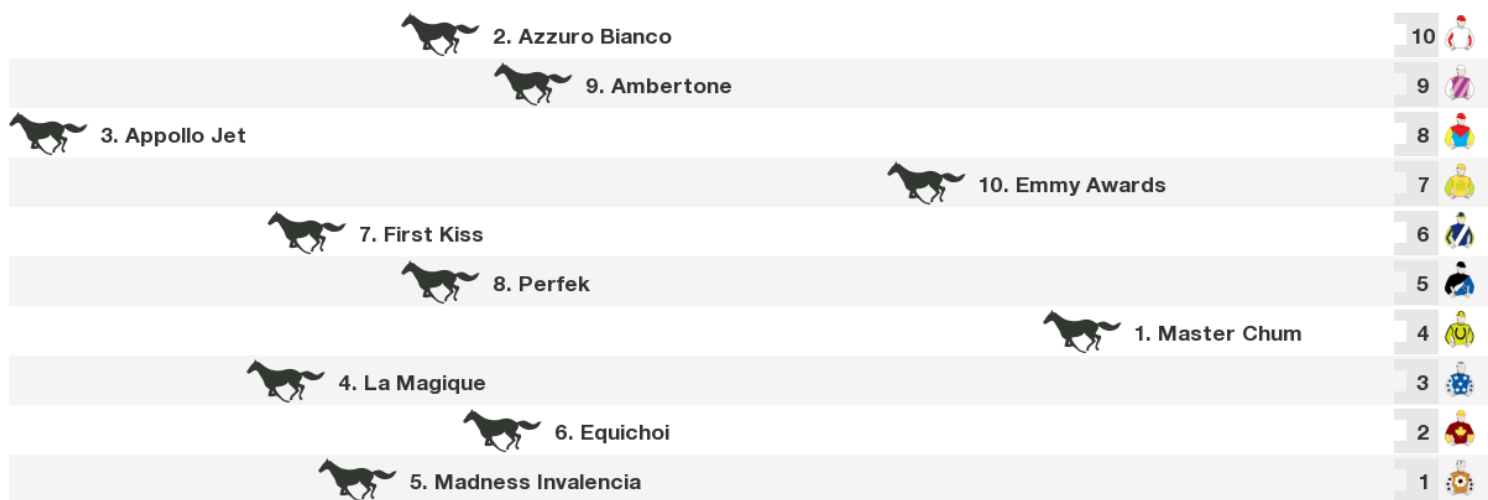 2. Azzuro Bianco 10
9. Ambertone 9
3. Appollo Jet 8
10. Emmy Awards 7
7. First Kiss 6
8. Perfek 5
1. Master Chum 4
4. La Magique 3
6. Equichoi 2
5. Madness Invalencia 1